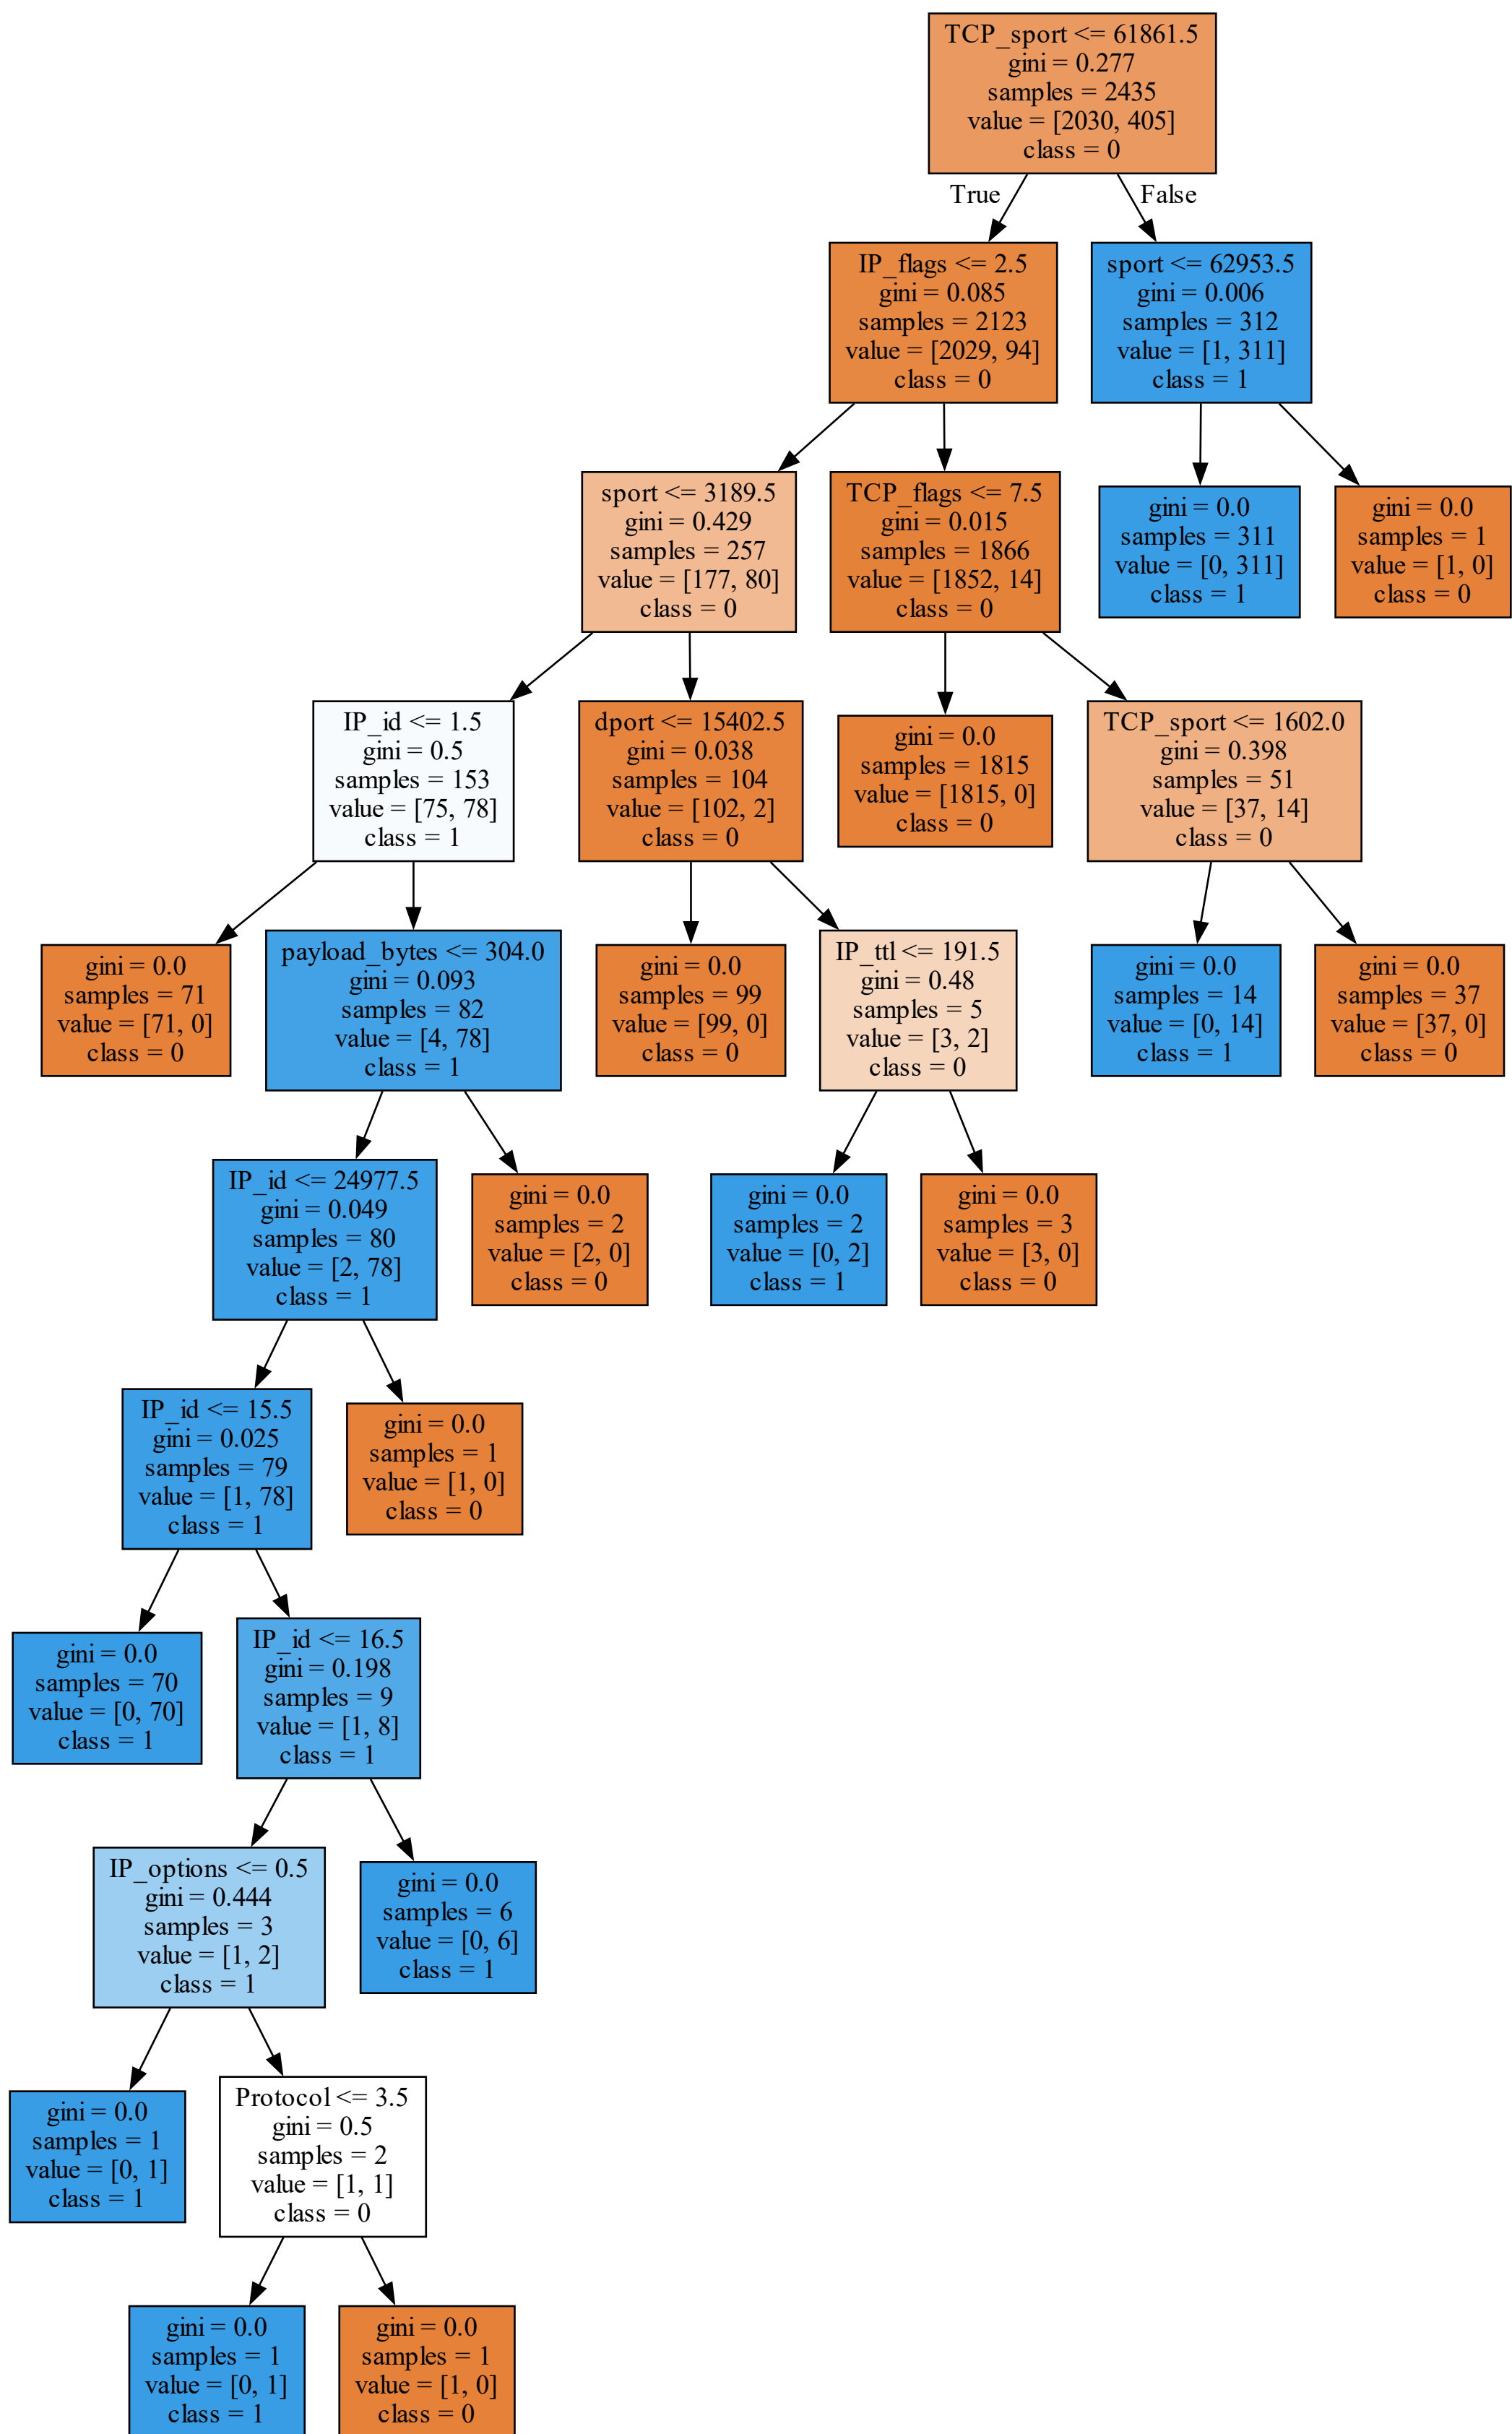 TCP_sport <= 61861.5
gini = 0.277
samples = 2435
value = [2030, 405]
class = 0
True
False
IP_flags <= 2.5
gini = 0.085
samples = 2123
value = [2029, 94]
class = 0
sport <= 62953.5
gini = 0.006
samples = 312
value = [1, 311]
class = 1
sport <= 3189.5
gini = 0.429
samples = 257
value = [177, 80]
class = 0
TCP_flags <= 7.5
gini = 0.015
samples = 1866
value = [1852, 14]
class = 0
gini = 0.0
samples = 311
value = [0, 311]
class = 1
gini = 0.0
samples = 1
value = [1, 0]
class = 0
IP_id <= 1.5
gini = 0.5
samples = 153
value = [75, 78]
class = 1
dport <= 15402.5
gini = 0.038
samples = 104
value = [102, 2]
class = 0
gini = 0.0
samples = 1815
value = [1815, 0]
class = 0
TCP_sport <= 1602.0
gini = 0.398
samples = 51
value = [37, 14]
class = 0
gini = 0.0
samples = 71
value = [71, 0]
class = 0
payload_bytes <= 304.0
gini = 0.093
samples = 82
value = [4, 78]
class = 1
gini = 0.0
samples = 99
value = [99, 0]
class = 0
IP_ttl <= 191.5
gini = 0.48
samples = 5
value = [3, 2]
class = 0
gini = 0.0
samples = 14
value = [0, 14]
class = 1
gini = 0.0
samples = 37
value = [37, 0]
class = 0
IP_id <= 24977.5
gini = 0.049
samples = 80
value = [2, 78]
class = 1
gini = 0.0
samples = 2
value = [2, 0]
class = 0
gini = 0.0
samples = 2
value = [0, 2]
class = 1
gini = 0.0
samples = 3
value = [3, 0]
class = 0
IP_id <= 15.5
gini = 0.025
samples = 79
value = [1, 78]
class = 1
gini = 0.0
samples = 1
value = [1, 0]
class = 0
gini = 0.0
samples = 70
value = [0, 70]
class = 1
IP_id <= 16.5
gini = 0.198
samples = 9
value = [1, 8]
class = 1
IP_options <= 0.5
gini = 0.444
samples = 3
value = [1, 2]
class = 1
gini = 0.0
samples = 6
value = [0, 6]
class = 1
gini = 0.0
samples = 1
value = [0, 1]
class = 1
Protocol <= 3.5
gini = 0.5
samples = 2
value = [1, 1]
class = 0
gini = 0.0
samples = 1
value = [0, 1]
class = 1
gini = 0.0
samples = 1
value = [1, 0]
class = 0